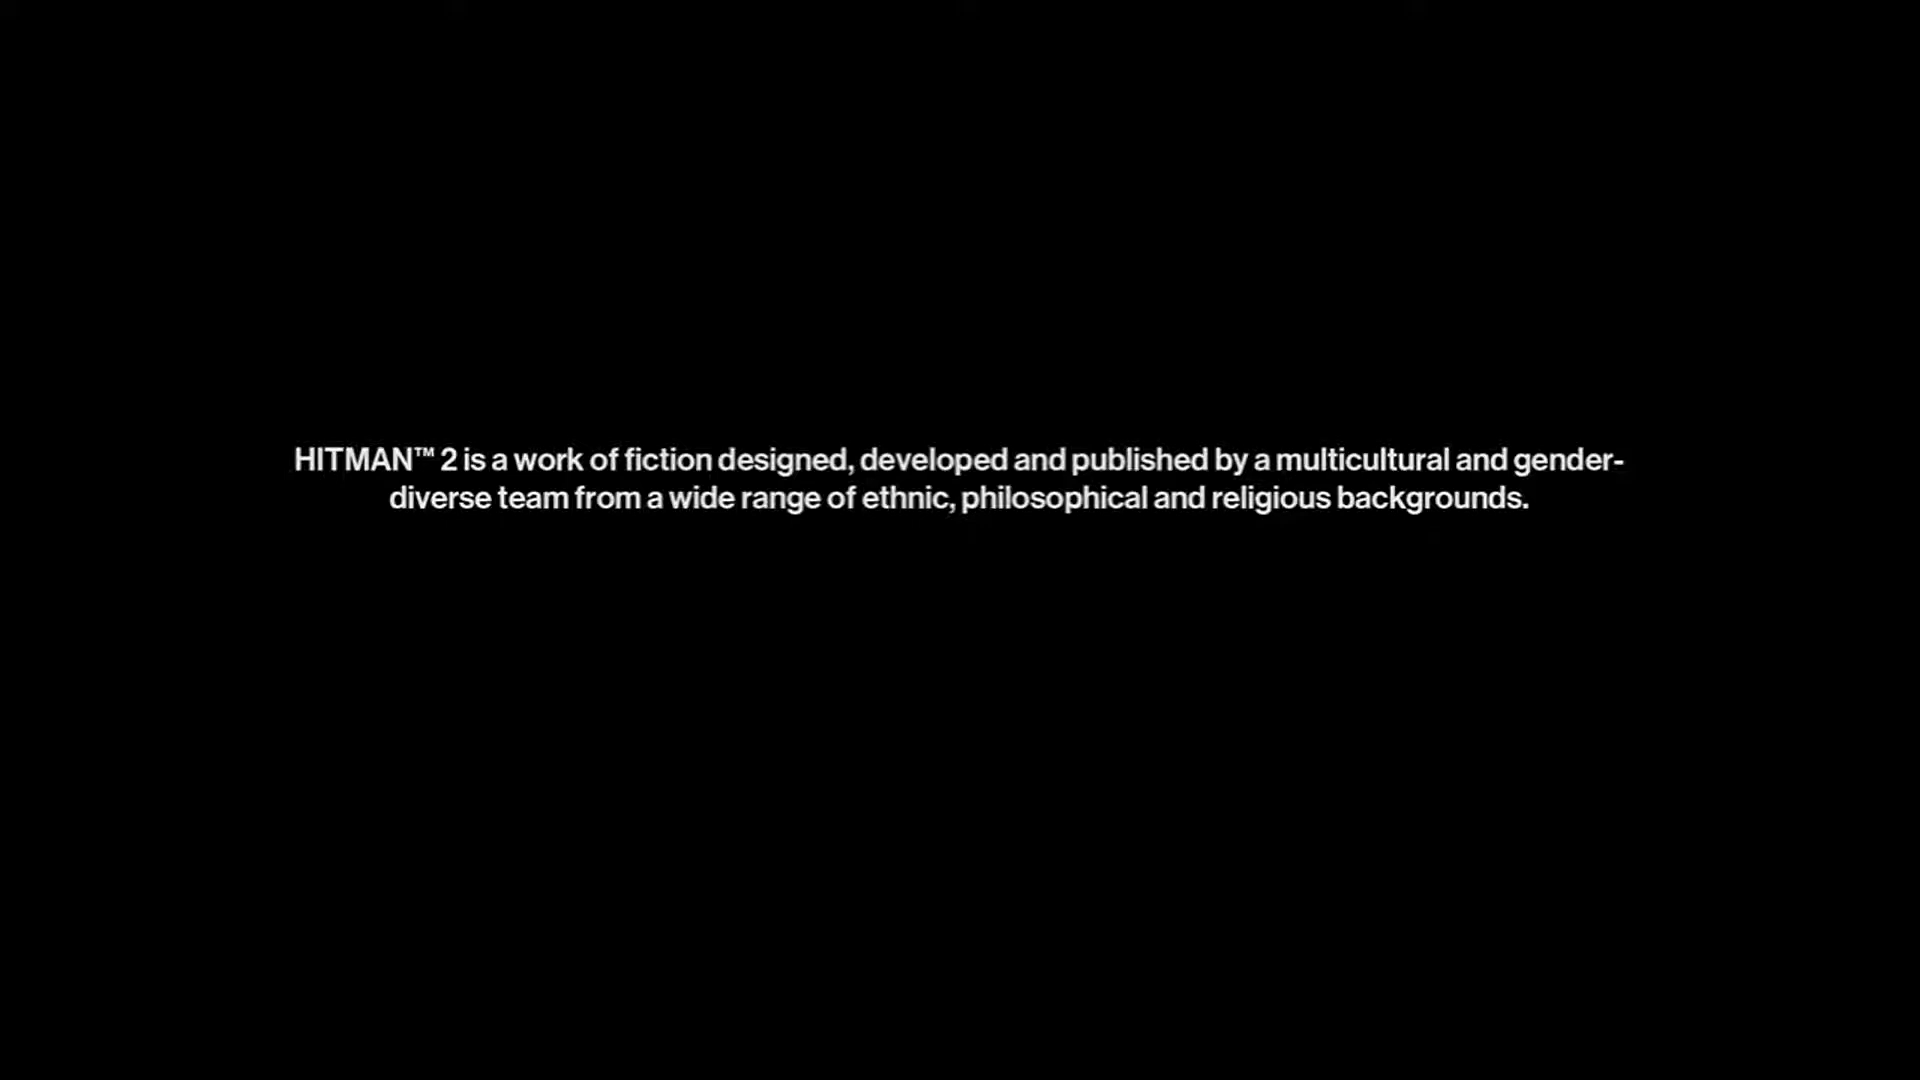 HITMAN™ 2 is a work of fiction designed, developed and published by a multicultural and gender-
diverse team from a wide range of ethnic, philosophical and religious backgrounds.